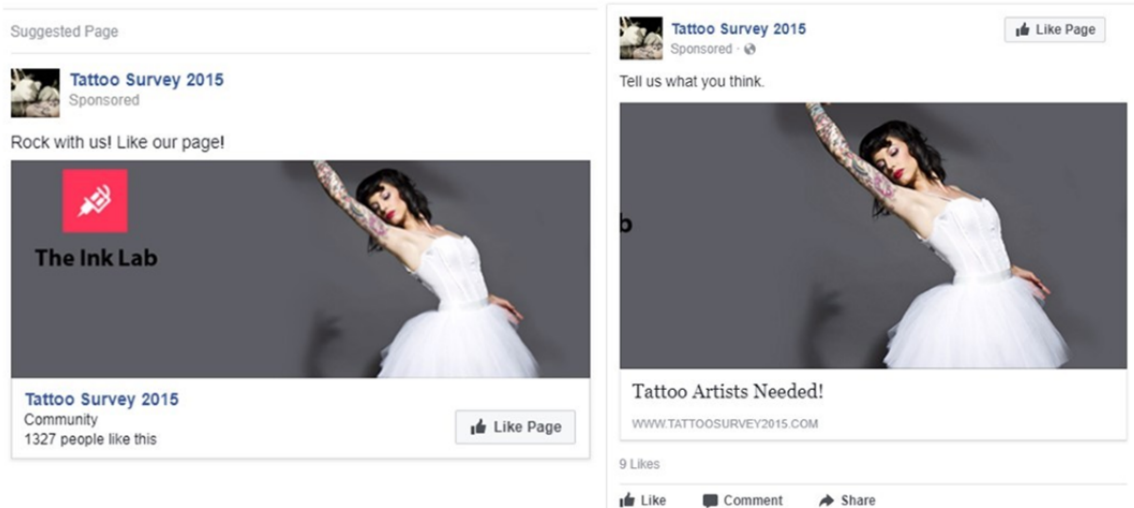 Suggested Page
Tattoo Survey 2015
Sponsored
Rock with us! Like our page!
The Ink Lab
Tattoo Survey 2015
Community
1327 people like this
Like Page
Tattoo Survey 2015
Sponsored ·
Like Page
Tell us what you think.
b
Tattoo Artists Needed!
WWW.TATTOOSURVEY2015.COM
9 Likes
Like Comment Share